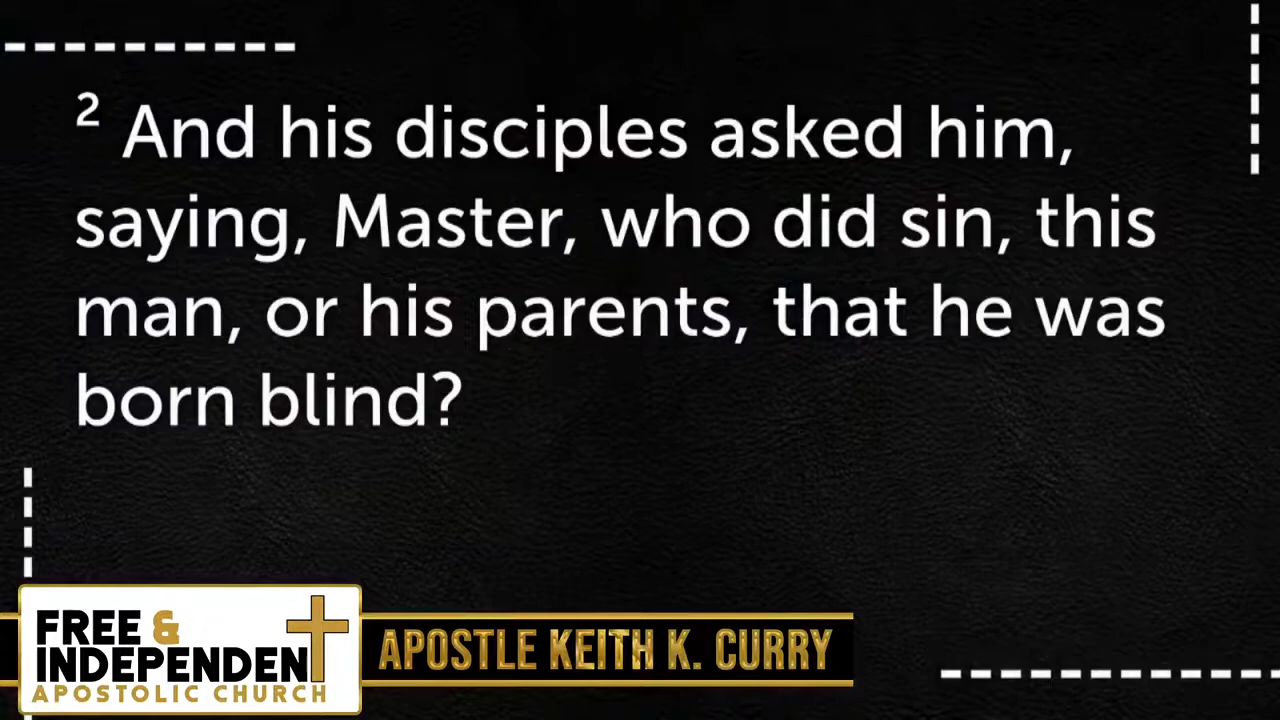 ² And his disciples asked him,
saying, Master, who did sin, this
man, or his parents, that he was
born blind?
FREE &
INDEPENDENT
APOSTOLIC CHURCH
APOSTLE KEITH K. CURRY